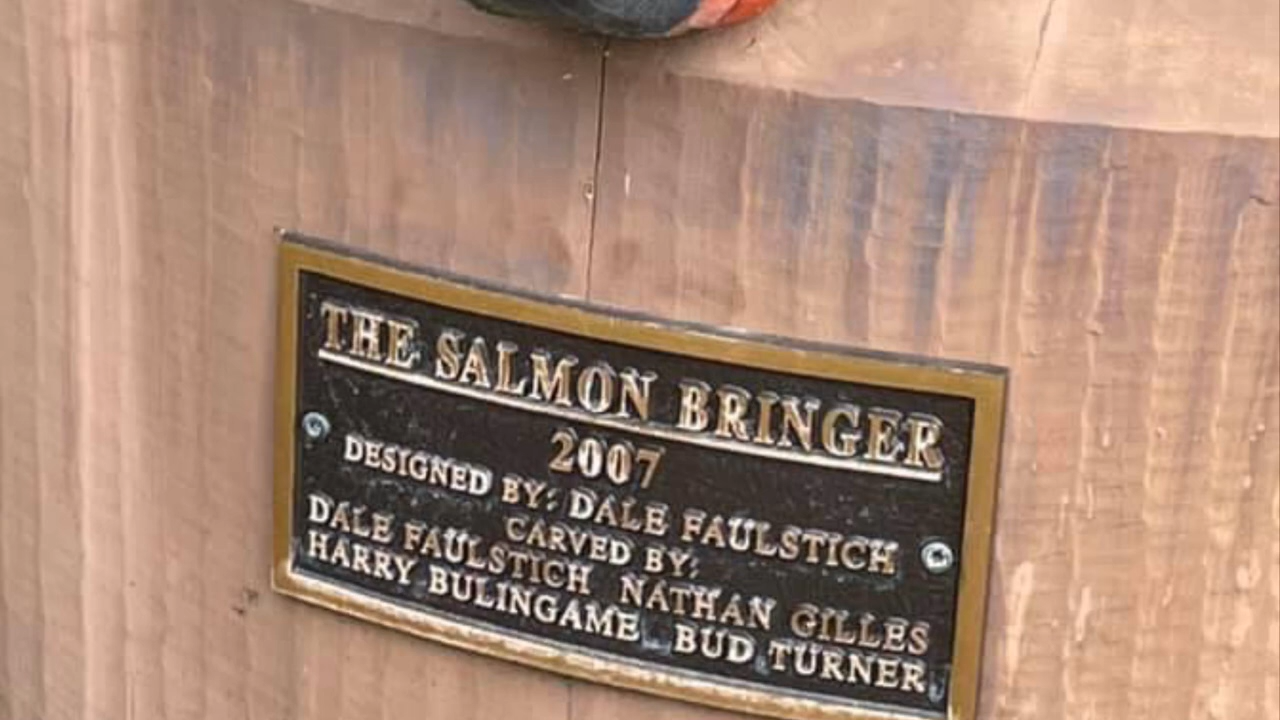 THE SALMON BRINGER
2007
DESIGNED BY: DALE FAULSTICH
CARVED BY:
DALE FAULSTICH NATHAN GILLES
HARRY BULINGAME BUD TURNER